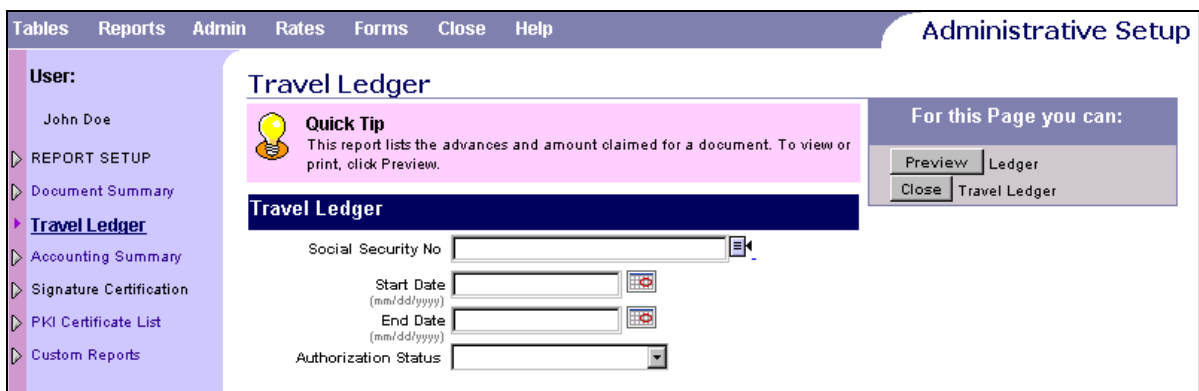 Tables Reports Admin Rates Forms Close Help
Administrative Setup
User:
John Doe
REPORT SETUP
Document Summary
Travel Ledger
Accounting Summary
Signature Certification
PKI Certificate List
Custom Reports
Travel Ledger
Quick Tip
This report lists the advances and amount claimed for a document. To view or
print, click Preview.
Travel Ledger
Social Security No
Start Date
(mm/dd/yyyy)
End Date
(mm/dd/yyyy)
Authorization Status
For this Page you can:
Preview Ledger
Close Travel Ledger